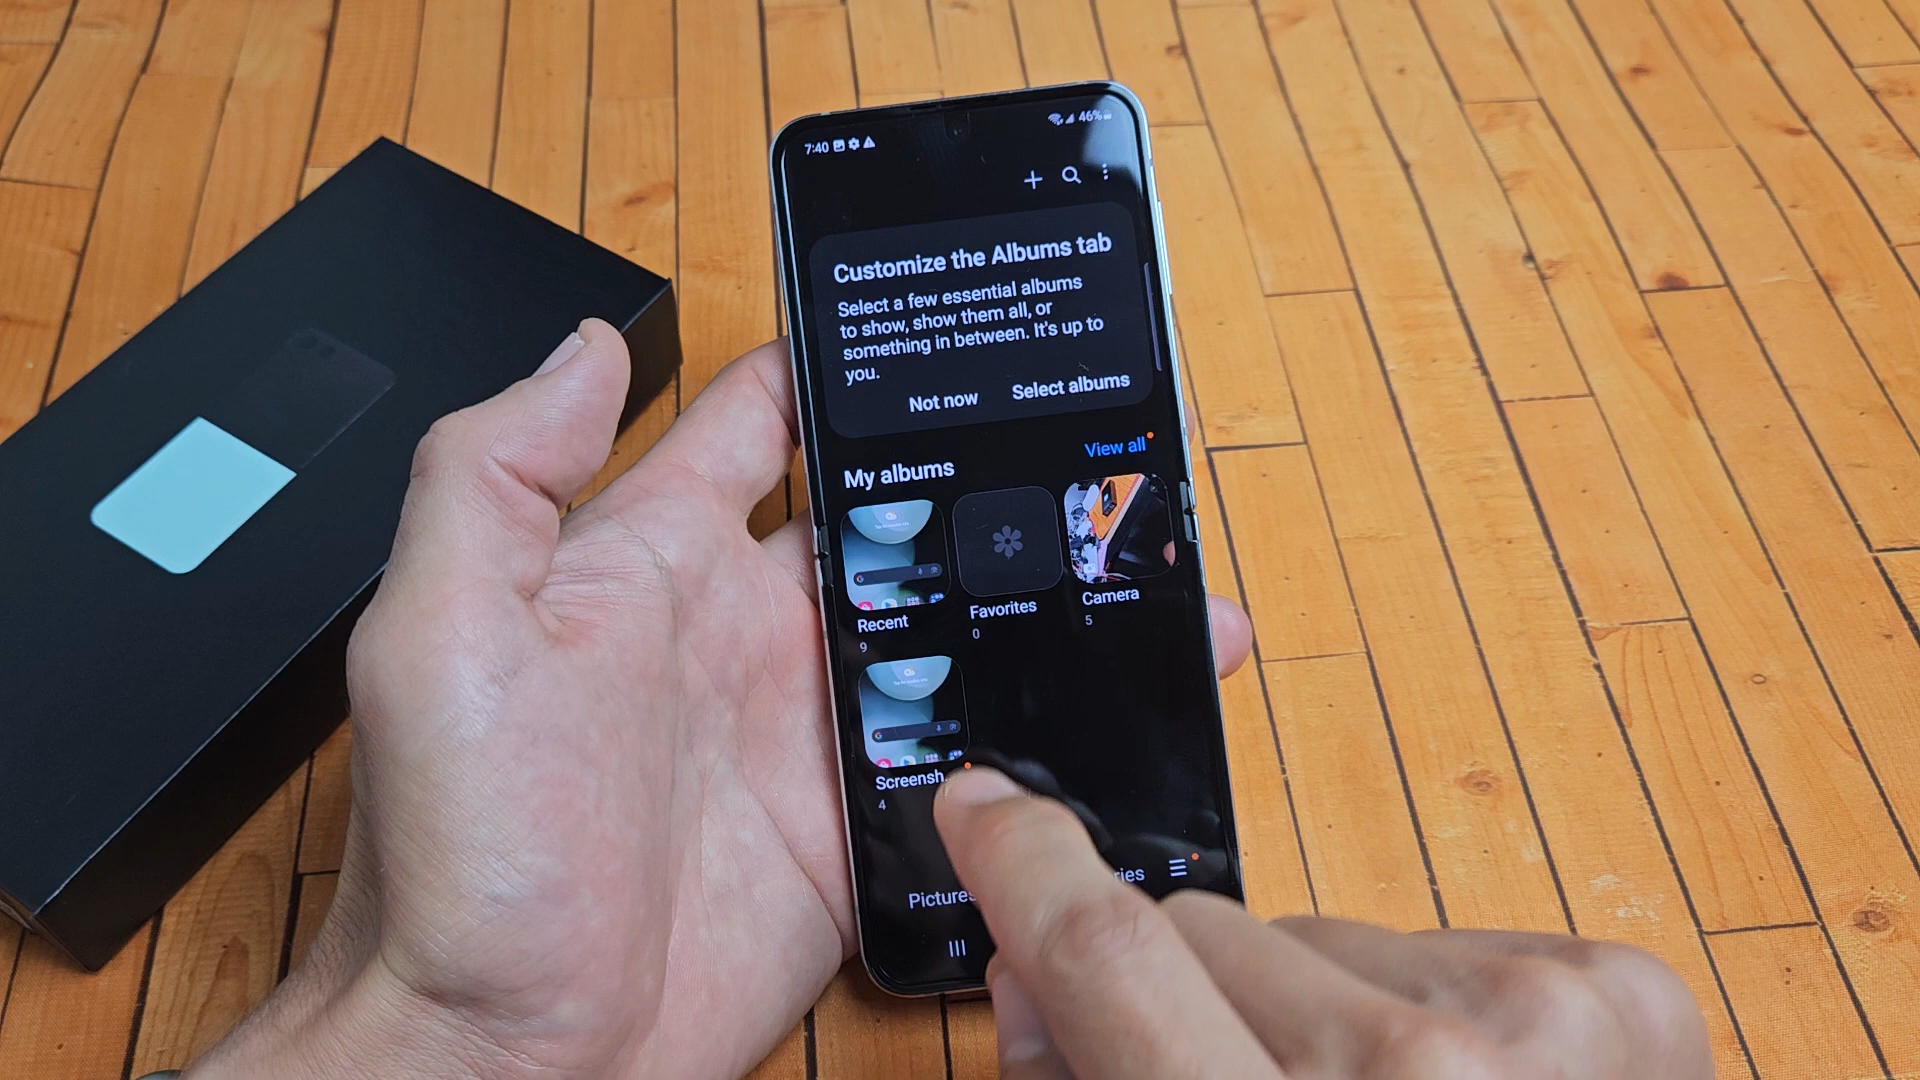 7:40
46%
Customize the Albums tab
Select a few essential albums
to show, show them all, or
something in between. It's up to
you.
Not now
Select albums
View all
My albums
Recent
9
Favorites
0
Camera
5
Screensh...
4
Pictures
ries